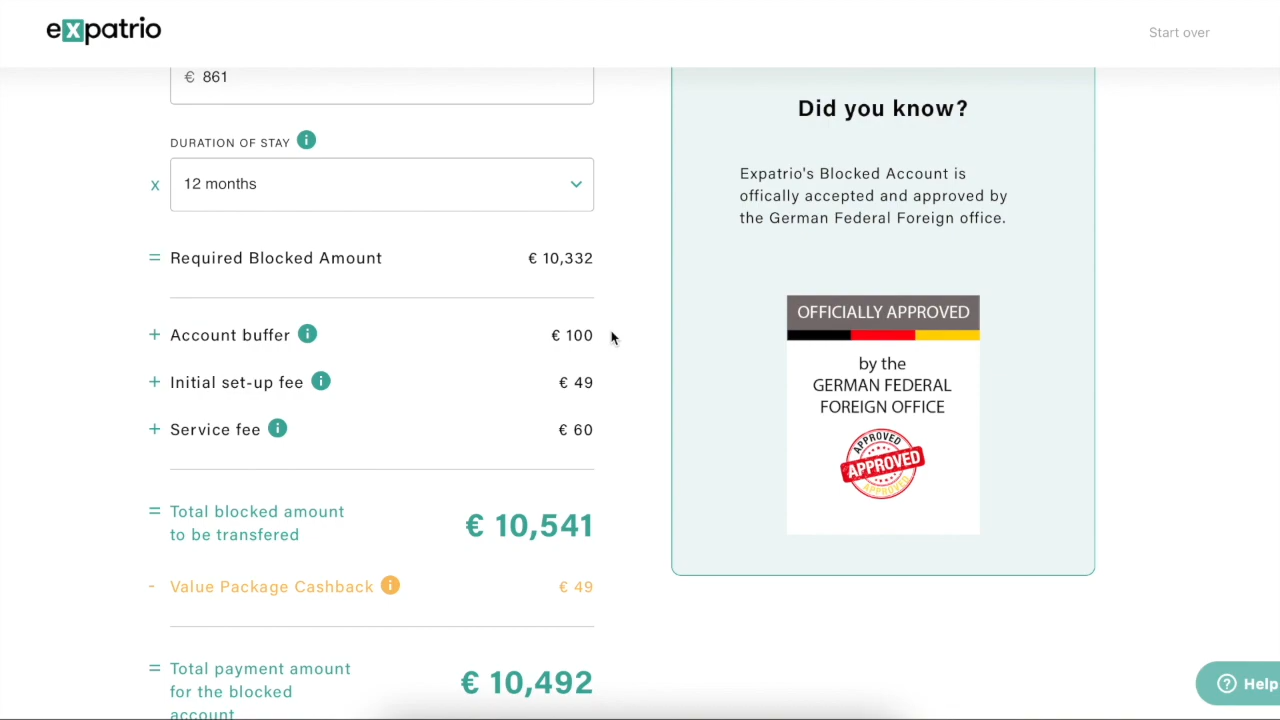 expatrio
Start over
€ 861
DURATION OF STAY i
x 12 months
= Required Blocked Amount € 10,332
+ Account buffer i € 100
+ Initial set-up fee i € 49
+ Service fee i € 60
= Total blocked amount
to be transfered
€ 10,541
- Value Package Cashback i € 49
= Total payment amount
for the blocked
account
€ 10,492
Did you know?
Expatrio's Blocked Account is
offically accepted and approved by
the German Federal Foreign office.
OFFICIALLY APPROVED
by the
GERMAN FEDERAL
FOREIGN OFFICE
APPROVED
APPROVED
APPROVED
? Help